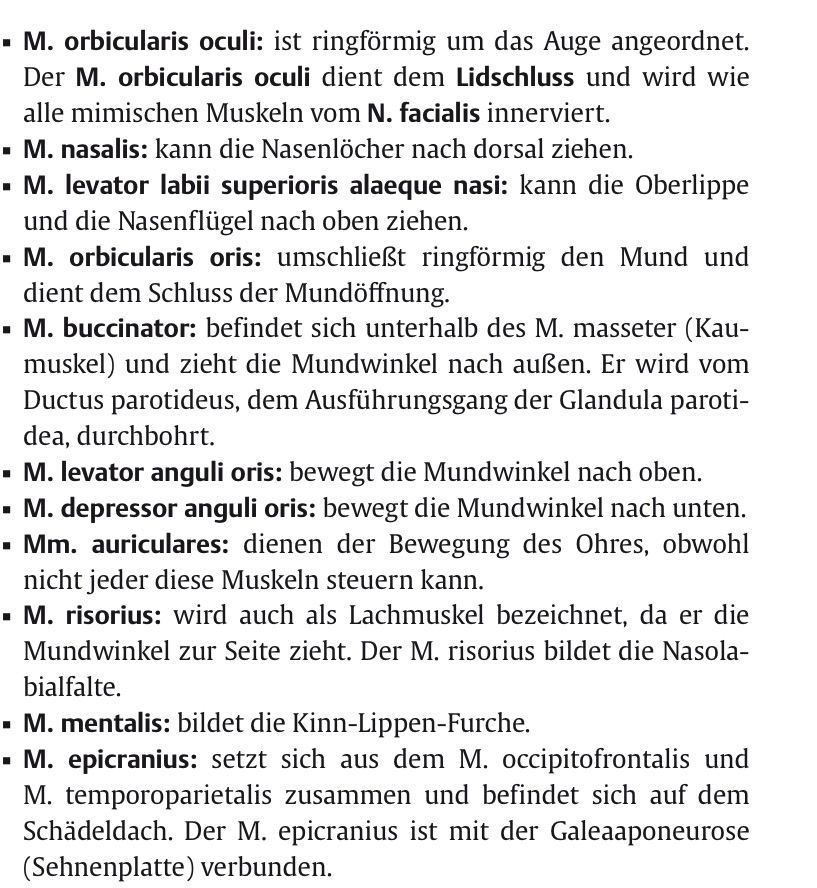 ▪ M. orbicularis oculi: ist ringförmig um das Auge angeordnet.
Der M. orbicularis oculi dient dem Lidschluss und wird wie
alle mimischen Muskeln vom N. facialis innerviert.
▪ M. nasalis: kann die Nasenlöcher nach dorsal ziehen.
▪ M. levator labii superioris alaeque nasi: kann die Oberlippe
und die Nasenflügel nach oben ziehen.
▪ M. orbicularis oris: umschließt ringförmig den Mund und
dient dem Schluss der Mundöffnung.
▪ M. buccinator: befindet sich unterhalb des M. masseter (Kau-
muskel) und zieht die Mundwinkel nach außen. Er wird vom
Ductus parotideus, dem Ausführungsgang der Glandula paroti-
dea, durchbohrt.
▪ M. levator anguli oris: bewegt die Mundwinkel nach oben.
▪ M. depressor anguli oris: bewegt die Mundwinkel nach unten.
▪ Mm. auriculares: dienen der Bewegung des Ohres, obwohl
nicht jeder diese Muskeln steuern kann.
▪ M. risorius: wird auch als Lachmuskel bezeichnet, da er die
Mundwinkel zur Seite zieht. Der M. risorius bildet die Nasola-
bialfalte.
▪ M. mentalis: bildet die Kinn-Lippen-Furche.
▪ M. epicranius: setzt sich aus dem M. occipitofrontalis und
M. temporoparietalis zusammen und befindet sich auf dem
Schädeldach. Der M. epicranius ist mit der Galeaaponeurose
(Sehnenplatte) verbunden.